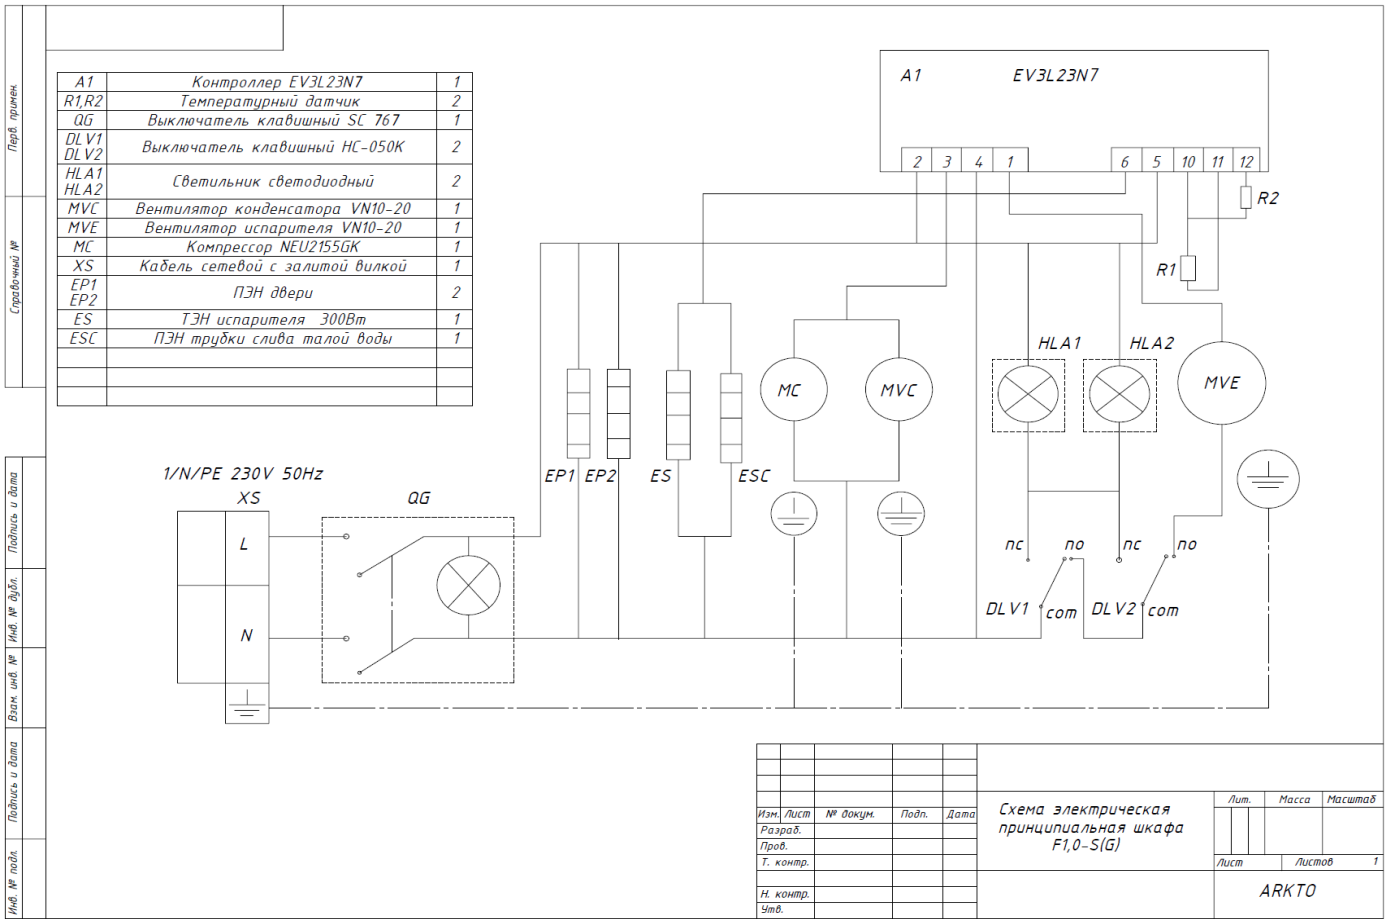 Перв. примен.
Справочный №
Подпись и дата
Инв. № дубл.
Взам. инв. №
Подпись и дата
Инв. № подл.
A1 Контроллер EV3L23N7 1
R1,R2 Температурный датчик 2
QG Выключатель клавишный SC 767 1
DLV1
DLV2 Выключатель клавишный НС-050К 2
HLA1
HLA2 Светильник светодиодный 2
MVC Вентилятор конденсатора VN10-20 1
MVE Вентилятор испарителя VN10-20 1
MC Компрессор NEU2155GK 1
XS Кабель сетевой с залитой вилкой 1
EP1
EP2 ПЭН двери 2
ES ТЭН испарителя 300Вт 1
ESC ПЭН трубки слива талой воды 1
A1 EV3L23N7
2 3 4 1 6 5 10 11 12
R2
R1
HLA1 HLA2
MC MVC MVE
EP1 EP2 ES ESC
1/N/PE 230V 50Hz
XS QG
L
N
nc no nc no
DLV1 com DLV2 com
Изм. Лист № докум. Подп. Дата
Разраб.
Пров.
Т. контр.
Н. контр.
Утв.
Схема электрическая
принципиальная шкафа
F1,0-S(G)
Лит. Масса Масштаб
Лист Листов 1
ARKTO